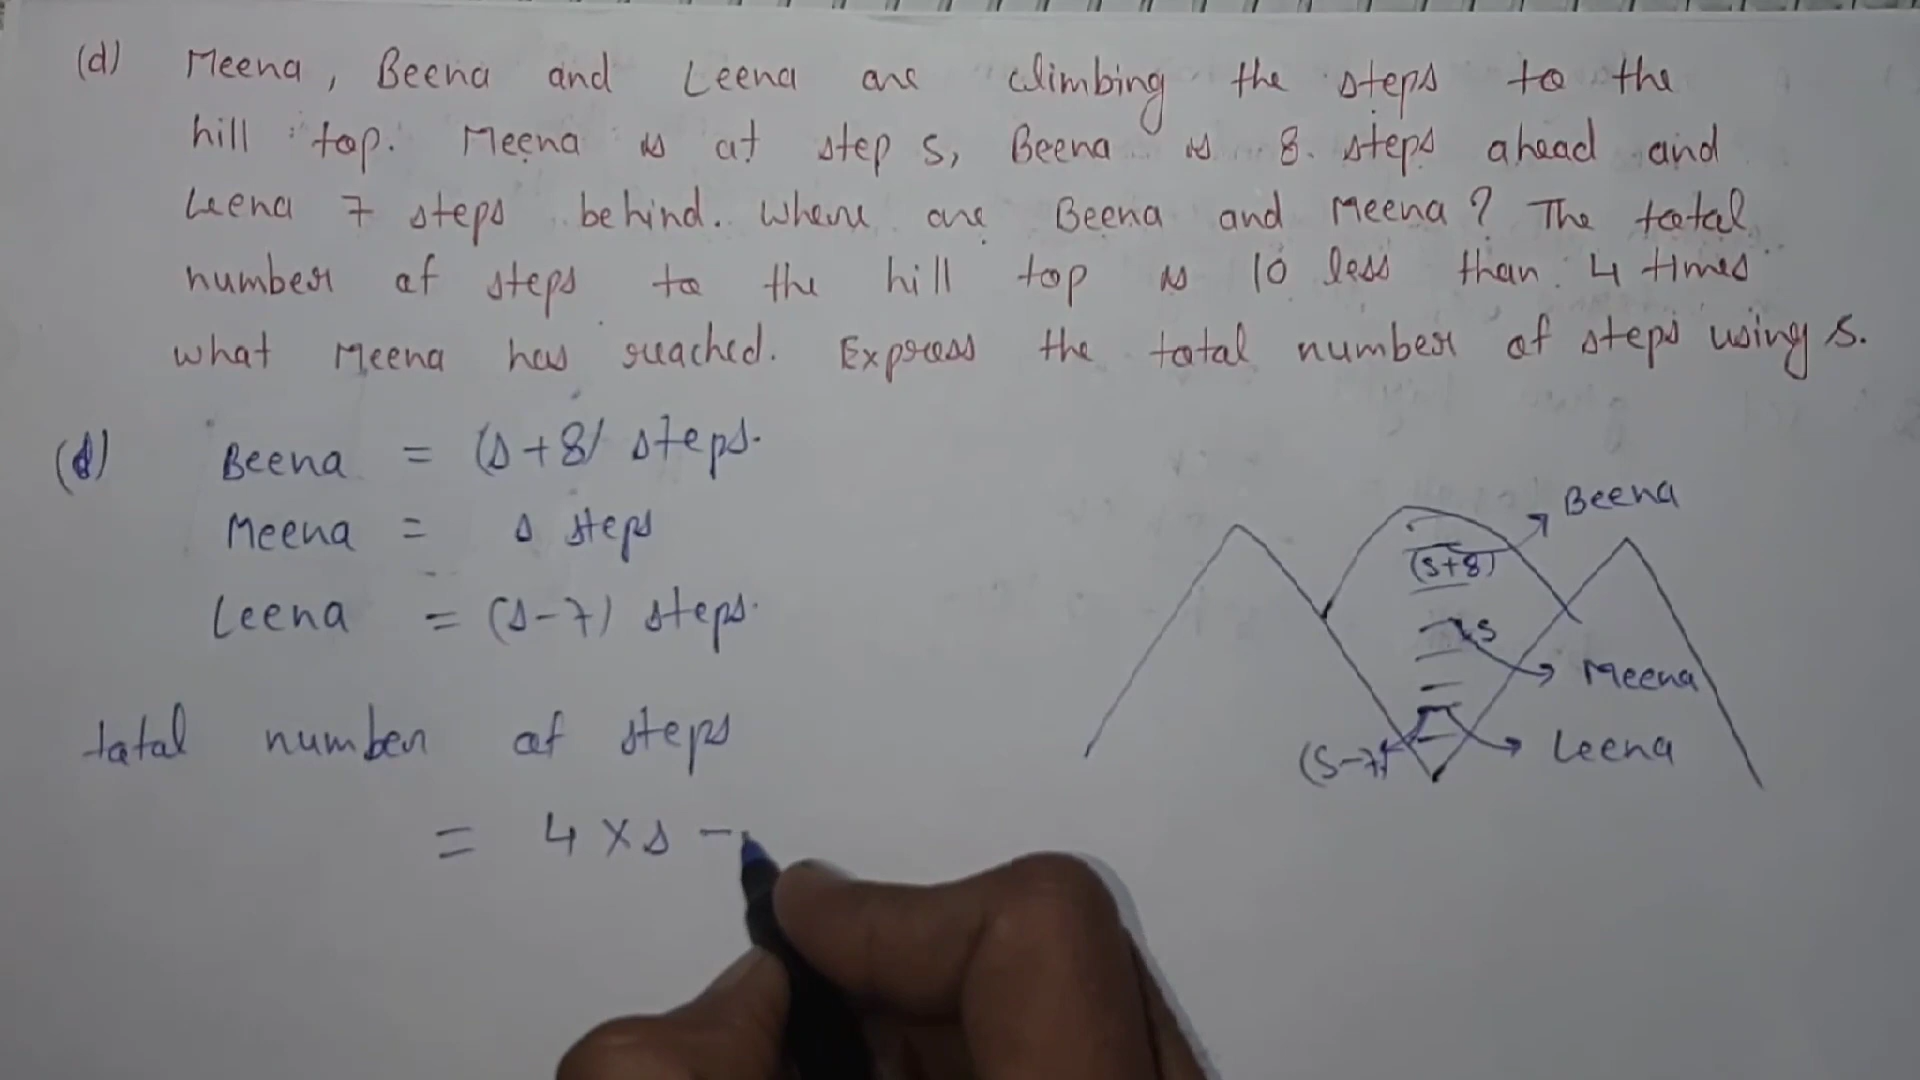 (d) Meena, Beena and Leena are climbing the steps to the
hill top. Meena is at step s, Beena is 8 steps ahead and
Leena 7 steps behind. where are Beena and Meena? The total
number of steps to the hill top is 10 less than 4 times
what Meena has reached. Express the total number of steps using s.
(d) Beena = (s+8) steps.
Meena = s steps
Leena = (s-7) steps.
total number of steps
= 4 × s -
Beena
(s+8)
s
Meena
(s-7)
Leena